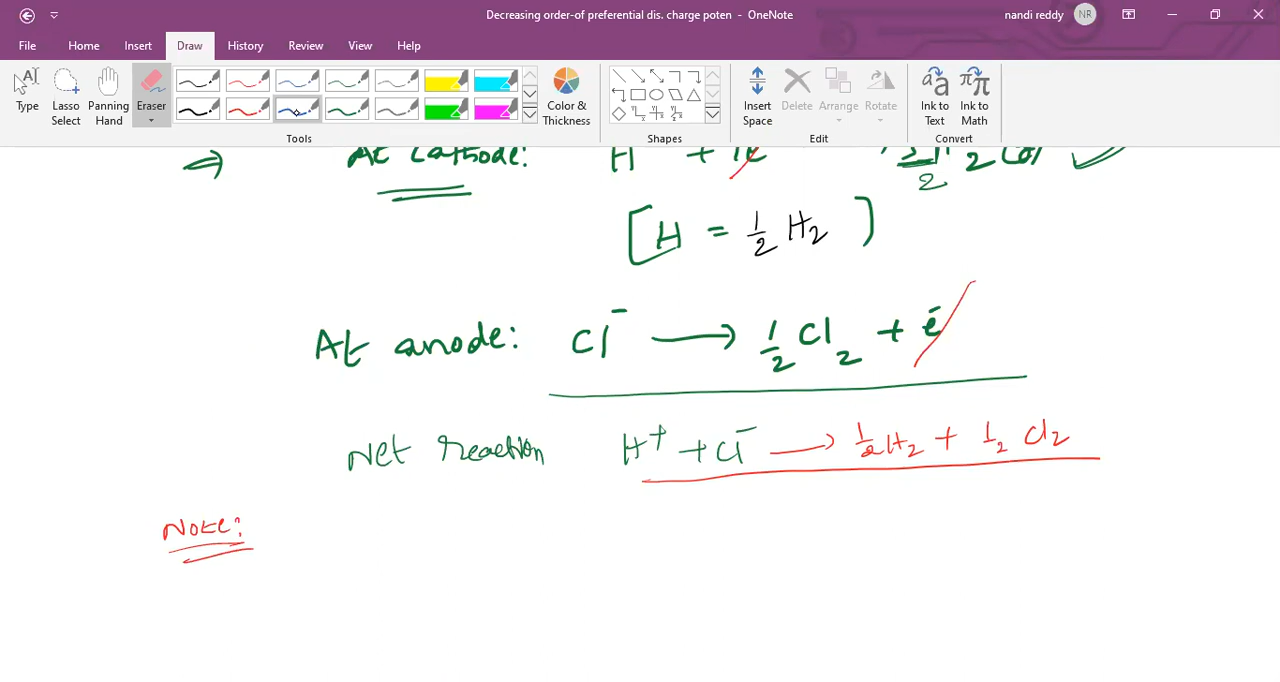 Decreasing order-of preferential dis. charge poten - OneNote
nandi reddy NR
File Home Insert Draw History Review View Help
Type Lasso Select Panning Hand Eraser Color & Thickness Insert Space Delete Arrange Rotate Ink to Text Ink to Math
Tools Shapes Edit Convert
⇒ At cathode: H + 1e
[H = 1/2 H2]
At anode: Cl⁻ ⟶ 1/2 Cl2 + e⁻
Net reaction H⁺ + Cl⁻ ⟶ 1/2 H2 + 1/2 Cl2
Note: